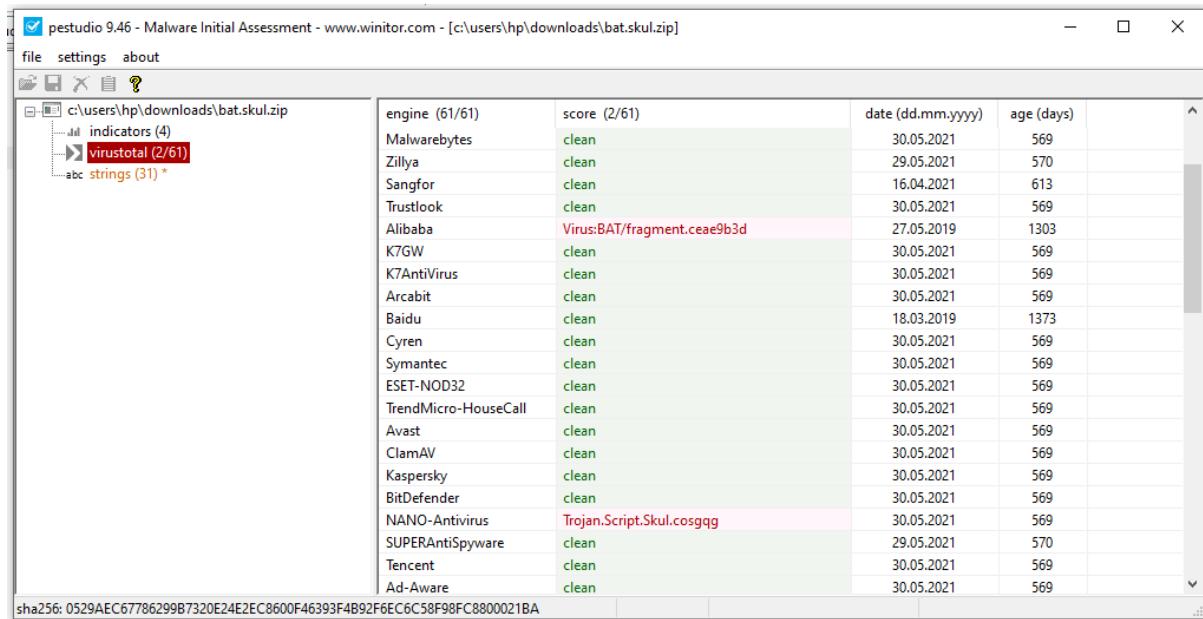 pestudio 9.46 - Malware Initial Assessment - www.winitor.com - [c:\users\hp\downloads\bat.skul.zip]
file settings about
c:\users\hp\downloads\bat.skul.zip
indicators (4)
virustotal (2/61)
abc strings (31) *
engine (61/61) score (2/61) date (dd.mm.yyyy) age (days)
Malwarebytes clean 30.05.2021 569
Zillya clean 29.05.2021 570
Sangfor clean 16.04.2021 613
Trustlook clean 30.05.2021 569
Alibaba Virus:BAT/fragment.ceae9b3d 27.05.2019 1303
K7GW clean 30.05.2021 569
K7AntiVirus clean 30.05.2021 569
Arcabit clean 30.05.2021 569
Baidu clean 18.03.2019 1373
Cyren clean 30.05.2021 569
Symantec clean 30.05.2021 569
ESET-NOD32 clean 30.05.2021 569
TrendMicro-HouseCall clean 30.05.2021 569
Avast clean 30.05.2021 569
ClamAV clean 30.05.2021 569
Kaspersky clean 30.05.2021 569
BitDefender clean 30.05.2021 569
NANO-Antivirus Trojan.Script.Skul.cosgqg 30.05.2021 569
SUPERAntiSpyware clean 29.05.2021 570
Tencent clean 30.05.2021 569
Ad-Aware clean 30.05.2021 569
sha256: 0529AEC67786299B7320E24E2EC8600F46393F4B92F6EC6C58F98FC8800021BA